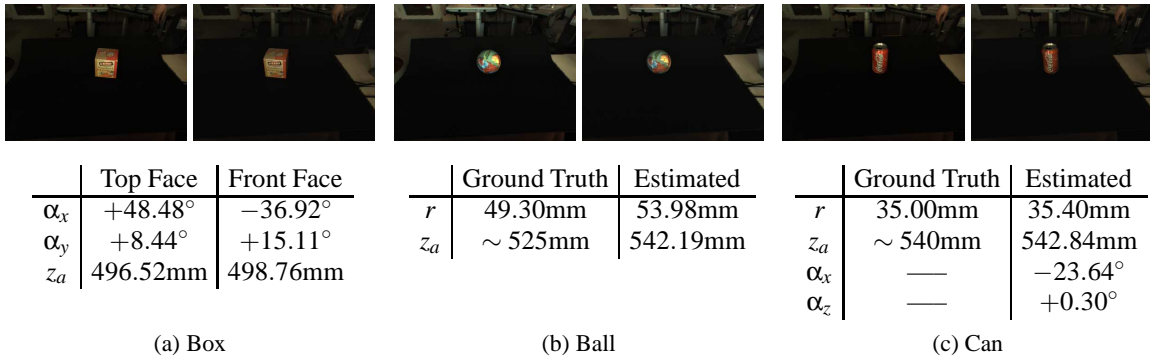 Top Face Front Face
αx +48.48° −36.92°
αy +8.44° +15.11°
za 496.52mm 498.76mm
(a) Box
Ground Truth Estimated
r 49.30mm 53.98mm
za ∼ 525mm 542.19mm
(b) Ball
Ground Truth Estimated
r 35.00mm 35.40mm
za ∼ 540mm 542.84mm
αx —– −23.64°
αz —– +0.30°
(c) Can